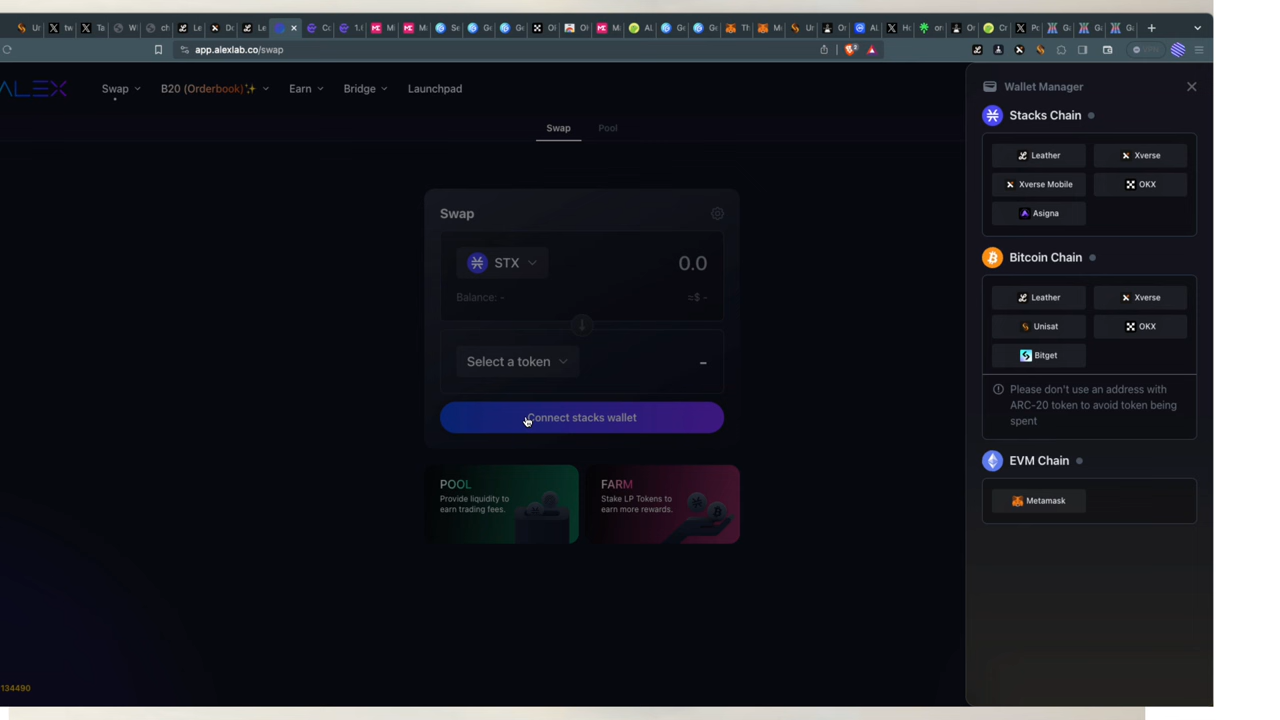 app.alexlab.co/swap
ALEX
Swap
B20 (Orderbook)✨
Earn
Bridge
Launchpad
Swap
Pool
Swap
STX
0.0
Balance: -
≈$ -
Select a token
–
Connect stacks wallet
POOL
Provide liquidity to
earn trading fees.
FARM
Stake LP Tokens to
earn more rewards.
134490
Wallet Manager
Stacks Chain
Leather
Xverse
Xverse Mobile
OKX
Asigna
Bitcoin Chain
Leather
Xverse
Unisat
OKX
Bitget
Please don't use an address with
ARC-20 token to avoid token being
spent
EVM Chain
Metamask